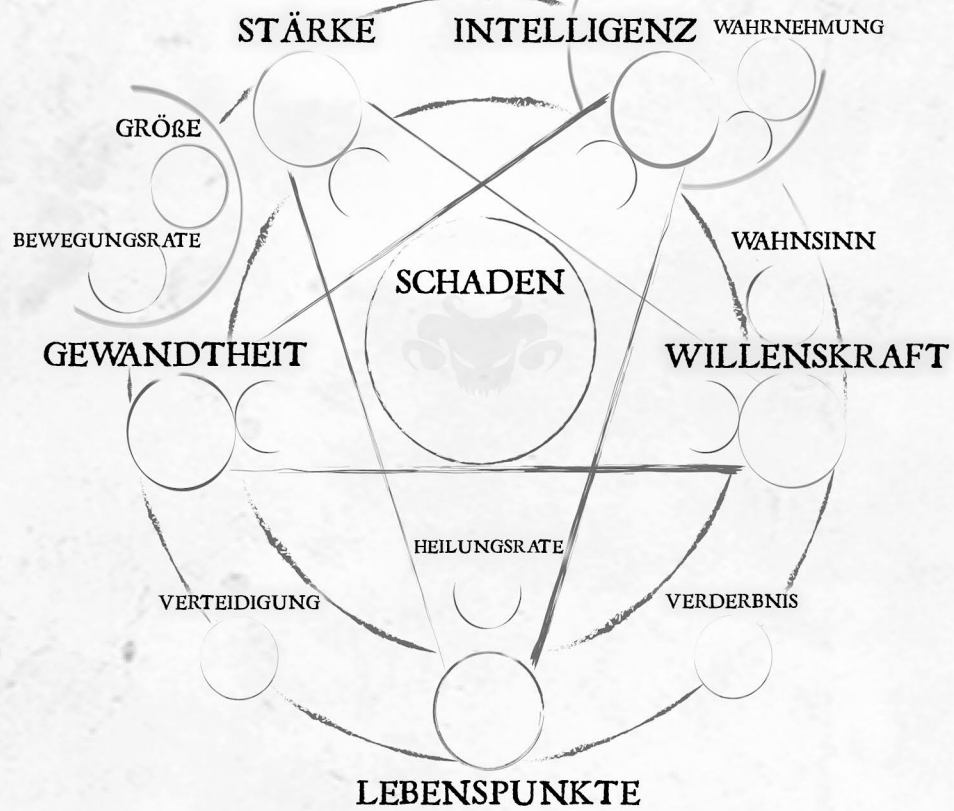 STÄRKE
INTELLIGENZ
WAHRNEHMUNG
GRÖßE
BEWEGUNGSRATE
WAHNSINN
SCHADEN
GEWANDTHEIT
WILLENSKRAFT
HEILUNGSRATE
VERTEIDIGUNG
VERDERBNIS
LEBENSPUNKTE